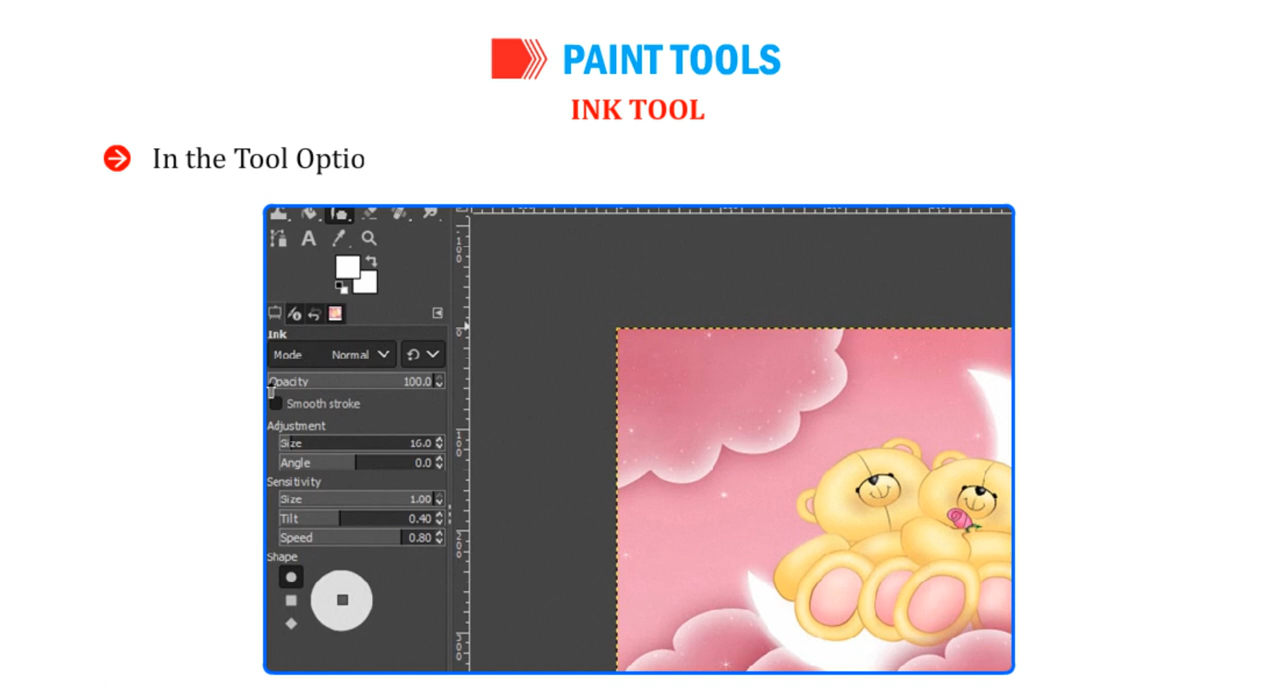 PAINT TOOLS
INK TOOL
In the Tool Optio
Ink
Mode Normal
Opacity 100.0
Smooth stroke
Adjustment
Size 16.0
Angle 0.0
Sensitivity
Size 1.00
Tilt 0.40
Speed 0.80
Shape